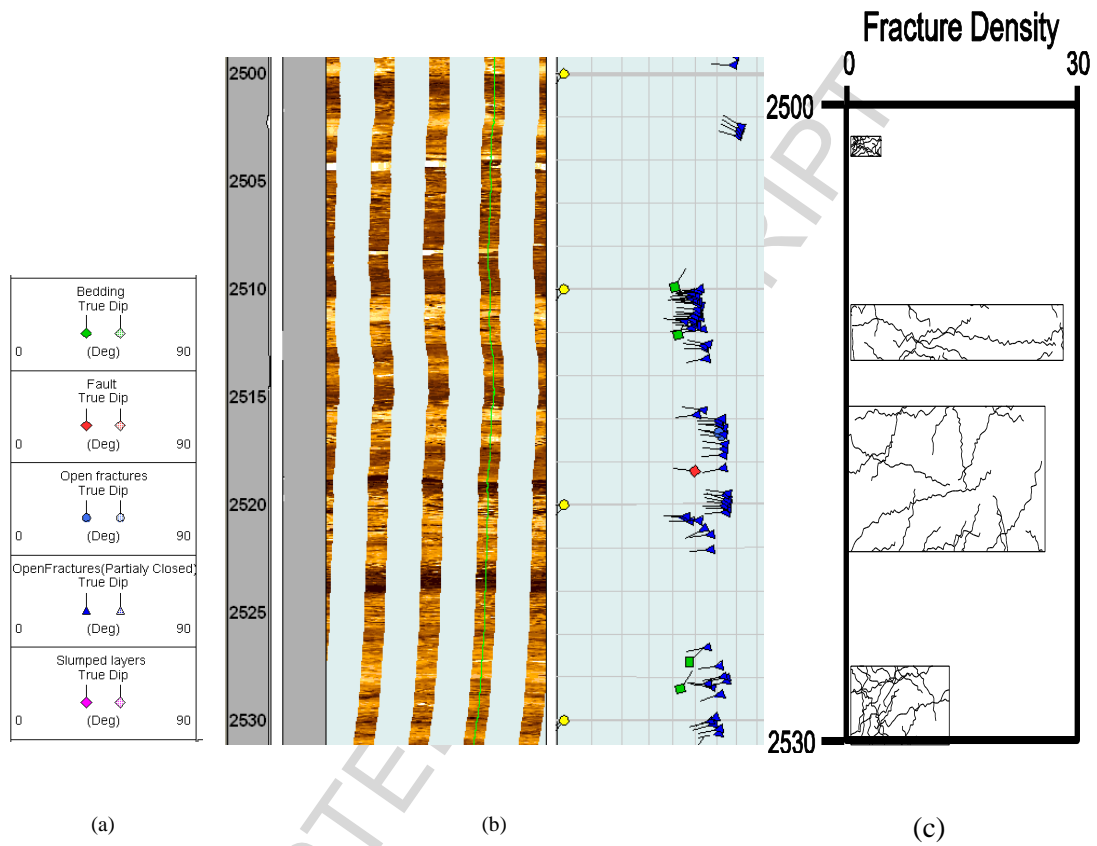 Fracture Density
0 30
2500
2530
2500
2505
2510
2515
2520
2525
2530
Bedding
True Dip
0 (Deg) 90
Fault
True Dip
0 (Deg) 90
Open fractures
True Dip
0 (Deg) 90
OpenFractures(Partialy Closed)
True Dip
0 (Deg) 90
Slumped layers
True Dip
0 (Deg) 90
(a)
(b)
(c)